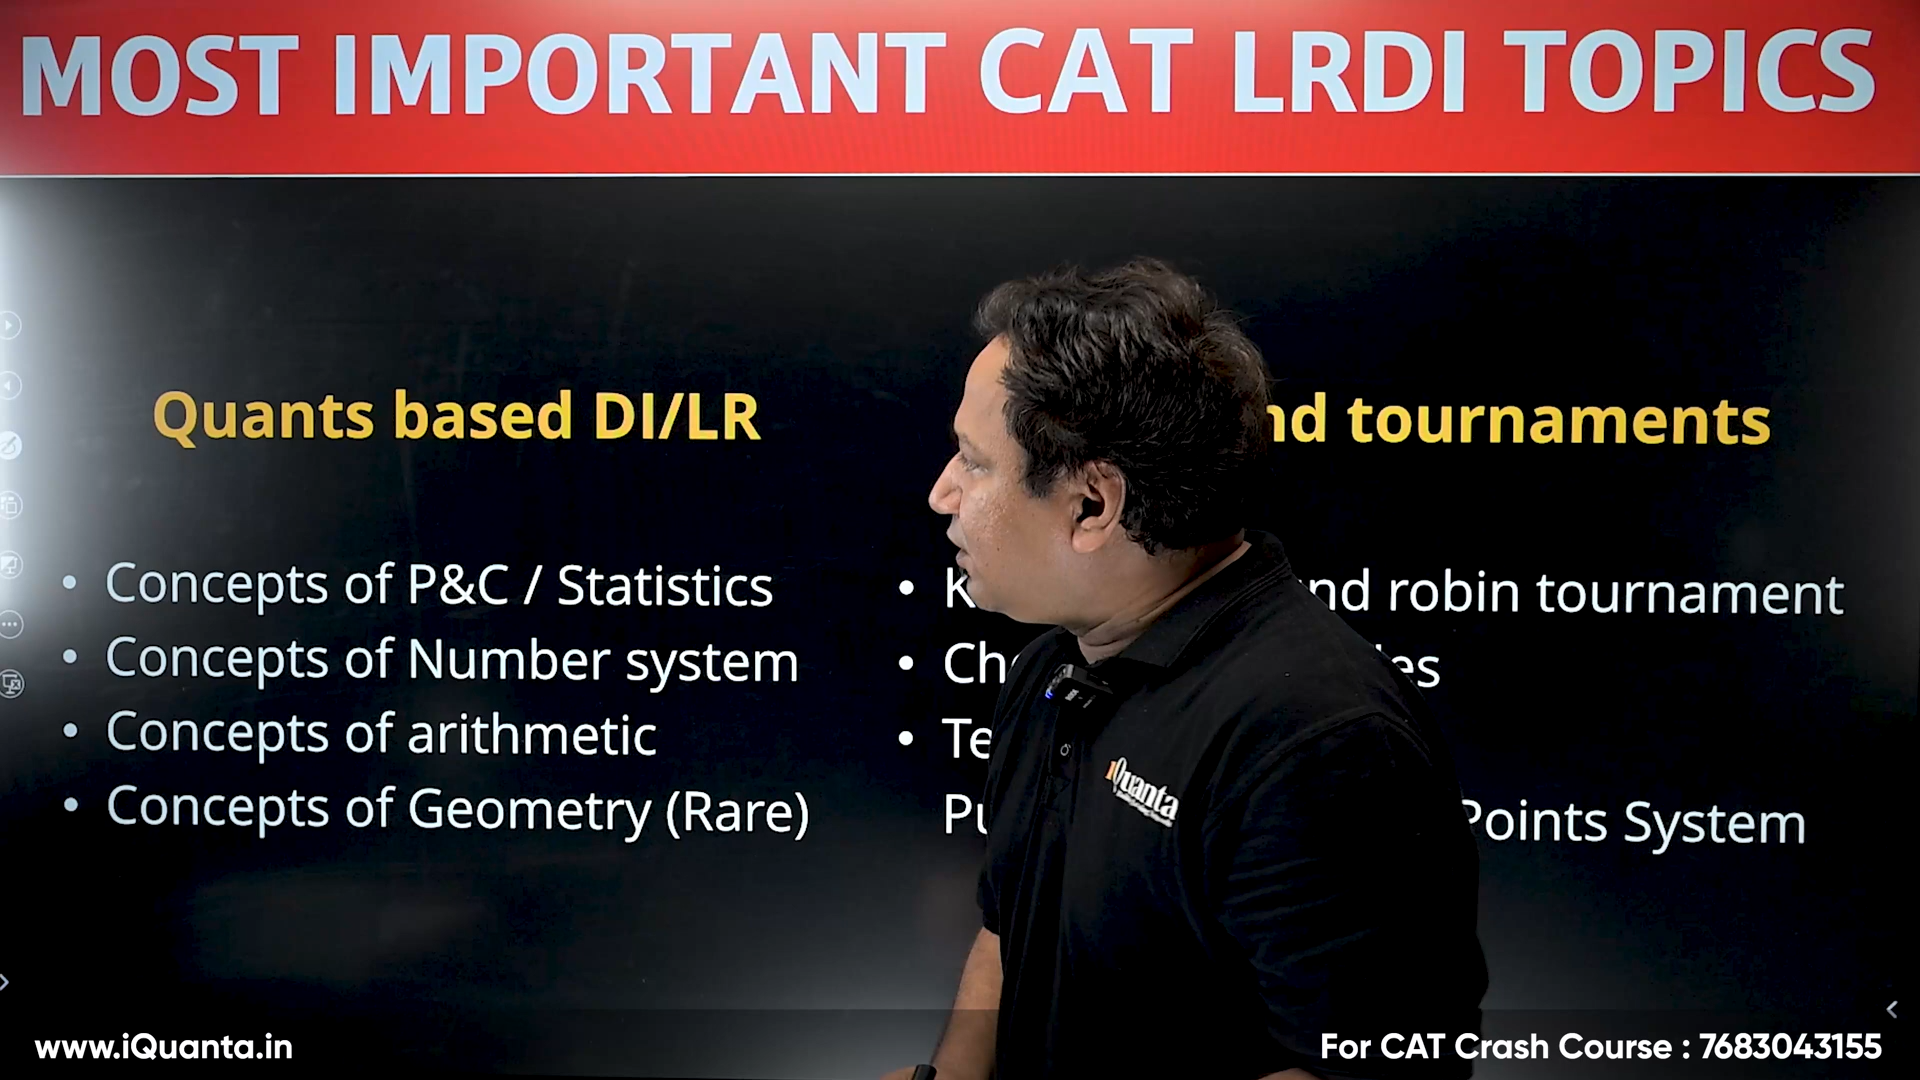 MOST IMPORTANT CAT LRDI TOPICS
Quants based DI/LR
tournaments
• Concepts of P&C / Statistics
• Concepts of Number system
• Concepts of arithmetic
• Concepts of Geometry (Rare)
• robin tournament
•
•
Points System
iQuanta
www.iQuanta.in
For CAT Crash Course : 7683043155